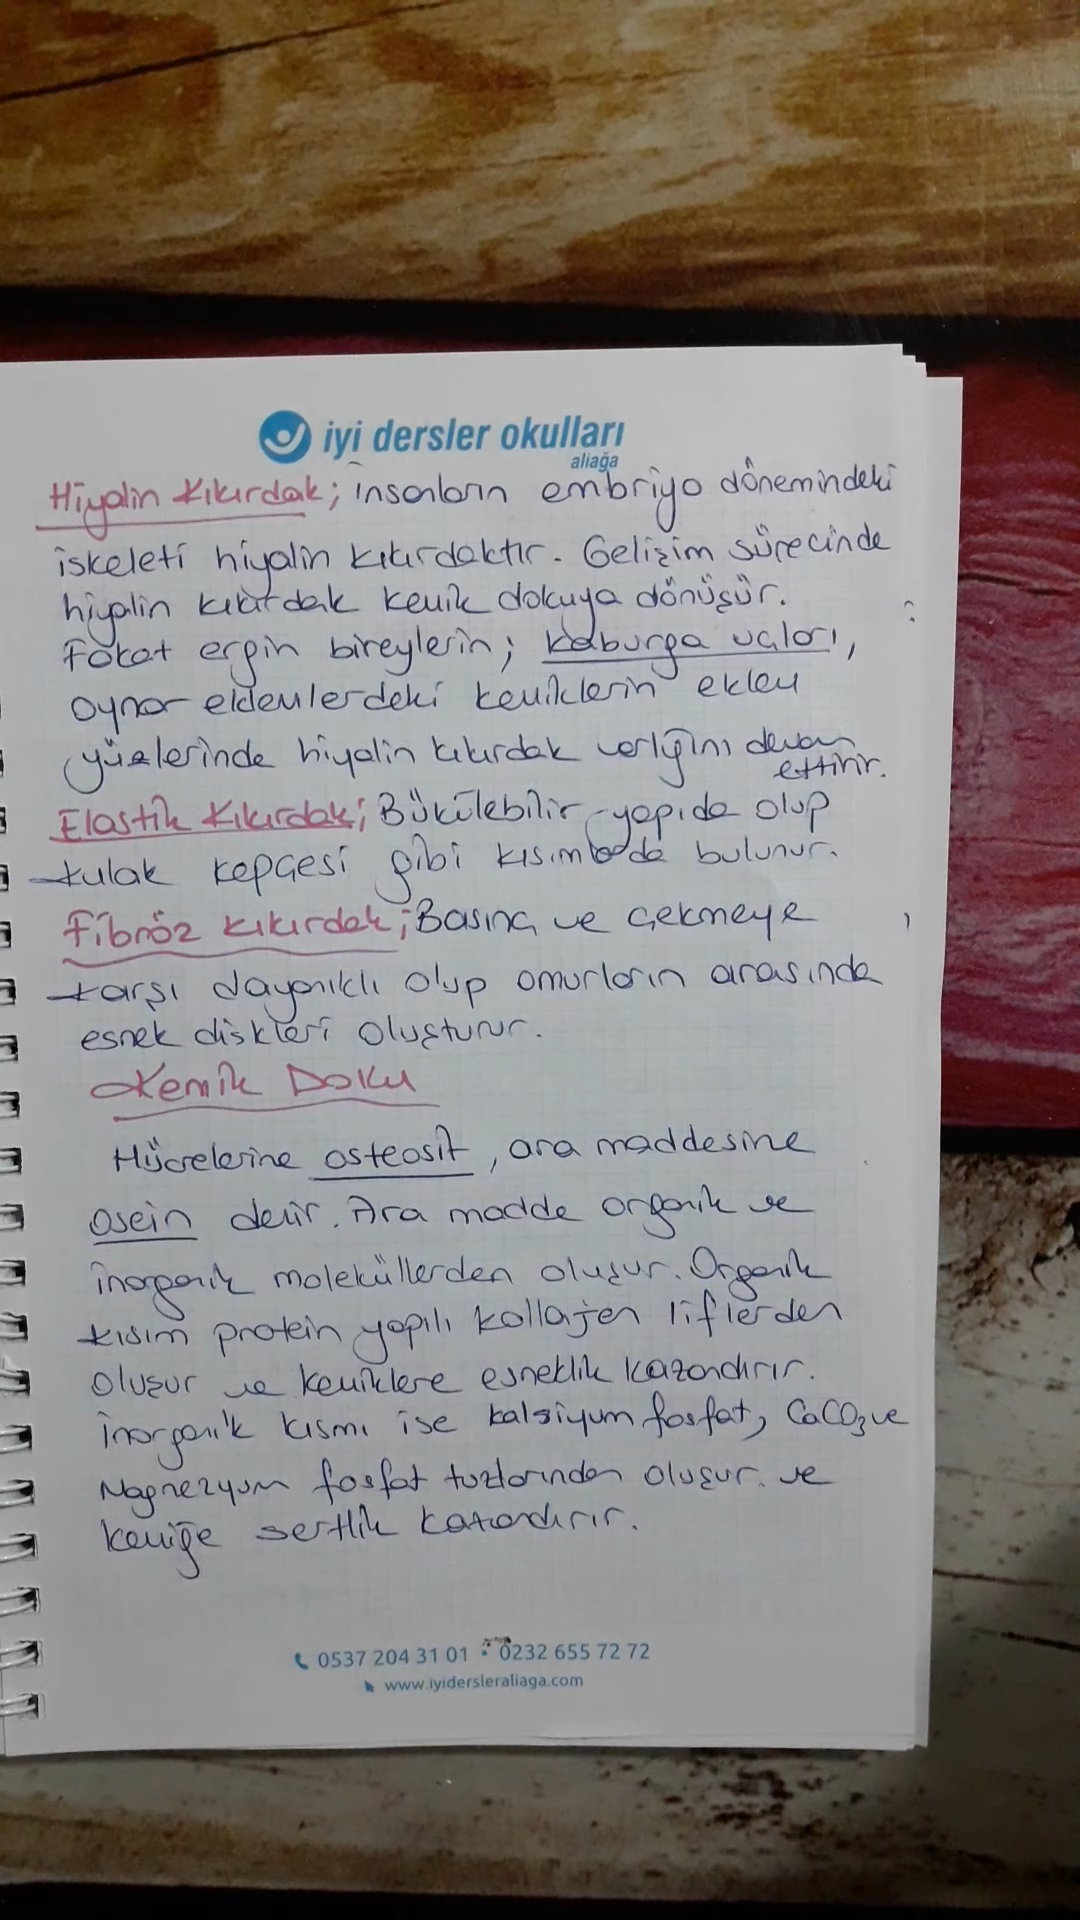 iyi dersler okulları
aliağa
Hiyalin Kıkırdak; İnsanların embriyo dönemindeki
iskeleti hiyalin kıkırdaktır. Gelişim sürecinde
hiyalin kıkırdak kemik dokuya dönüşür.
Fakat ergin bireylerin; kaburga uçları,
oynar eklemlerdeki kemiklerin eklem
yüzlerinde hiyalin kıkırdak varlığını devam
ettirir.
Elastik Kıkırdak; Bükülebilir yapıda olup
kulak kepçesi gibi kısımlarda bulunur.
Fibröz kıkırdak; Basınç ve çekmeye
karşı dayanıklı olup omurların arasında
esnek diskleri oluşturur.
Kemik Doku
Hücrelerine osteosit, ara maddesine
osein denir. Ara madde organik ve
inorganik moleküllerden oluşur. Organik
kısım protein yapılı kollajen liflerden
oluşur ve kemiklere esneklik kazandırır.
İnorganik kısmı ise kalsiyum fosfat, CaCO₃ ve
Magnezyum fosfat tuzlarından oluşur. ve
kemiğe sertlik kazandırır.
0537 204 31 01 • 0232 655 72 72
www.iyidersleraliaga.com